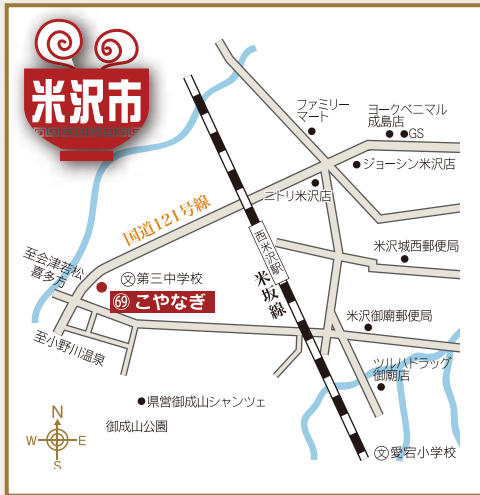 米沢市
ファミリー
マート
ヨークベニマル
成島店
GS
ジョーシン米沢店
ニトリ米沢店
国道121号線
西米沢駅
米坂線
米沢城西郵便局
至会津若松
喜多方
文第三中学校
69 こやなぎ
米沢御廟郵便局
至小野川温泉
ツルハドラッグ
御廟店
県営御成山シャンツェ
御成山公園
N
W E
S
文愛宕小学校